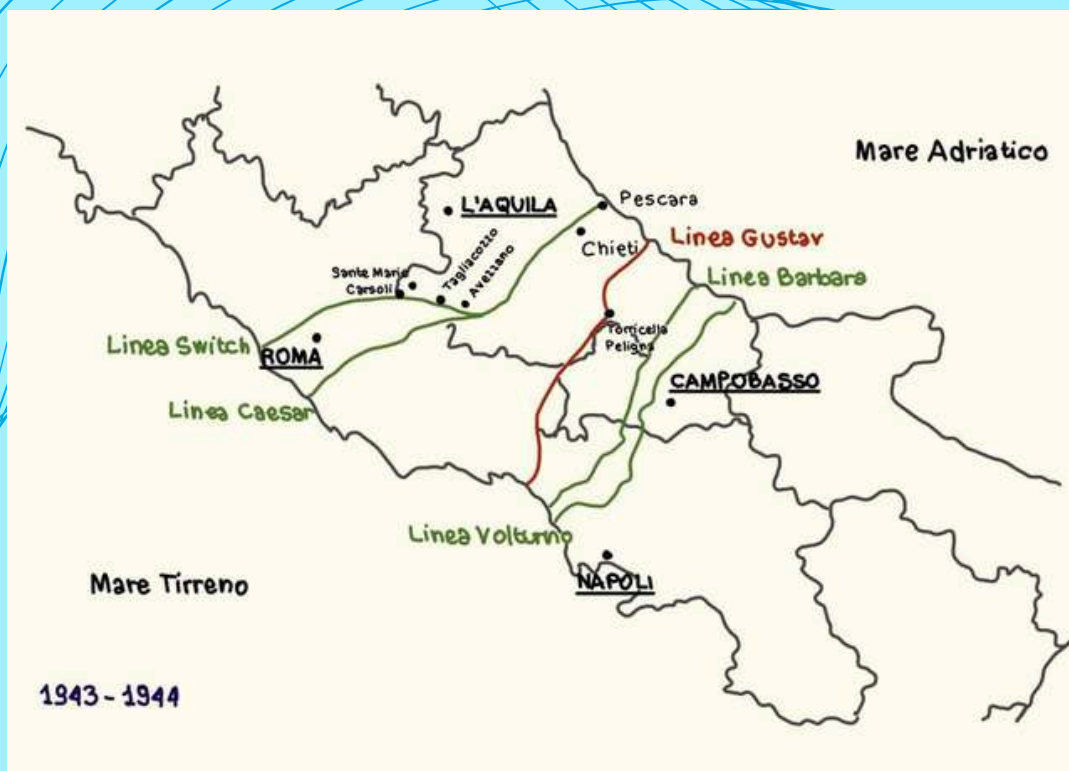 Mare Adriatico
Pescara
L'AQUILA
Linea Gustav
Chieti
Tagliacozzo
Avezzano
Sante Marie
Carsoli
Linea Barbara
Torricella
Peligna
Linea Switch
ROMA
CAMPOBASSO
Linea Caesar
Linea Volturno
NAPOLI
Mare Tirreno
1943-1944